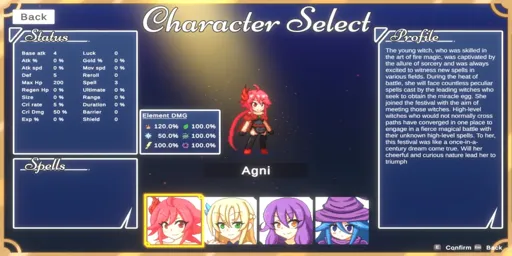 Back
Character Select
Status
Base atk 4 Luck 0
Atk % 0 % Gold % 0 %
Atk spd 0 % Mov spd 0 %
Def 5 Reroll 0
Max Hp 200 Spell 3
Regen Hp 0 % Ultimate 0
Size 0 % Range 0 %
Cri rate 5 % Duration 0 %
Cri Dmg 50 % Barrier 0
Exp % 0 % Shield 0
Spells
Element DMG
120.0% 100.0%
50.0% 100.0%
100.0% 100.0%
Agni
Profile
The young witch, who was skilled in
the art of fire magic, was captivated by
the allure of sorcery and was always
excited to witness new spells in
various fields. During the heat of
battle, she will face countless peculiar
spells cast by the leading witches who
seek to obtain the miracle egg. She
joined the festival with the aim of
meeting those witches. High-level
witches who would not normally cross
paths have converged in one place to
engage in a fierce magical battle with
their unknown high-level spells. To her,
this festival was like a once-in-a-
century dream come true. Will her
cheerful and curious nature lead her to
triumph
Confirm Back